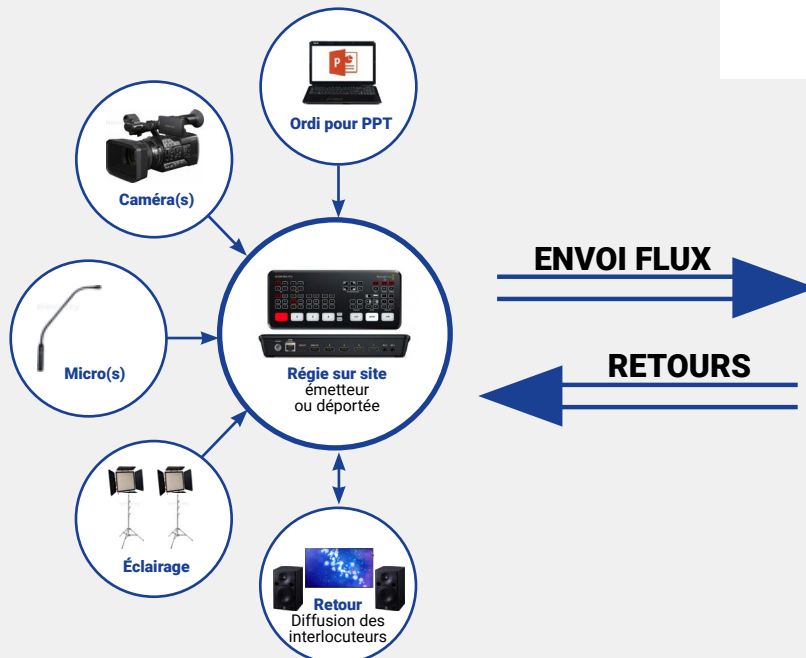 Ordi pour PPT
Caméra(s)
ENVOI FLUX
RETOURS
Micro(s)
Régie sur site
émetteur
ou déportée
Éclairage
Retour
Diffusion des
interlocuteurs